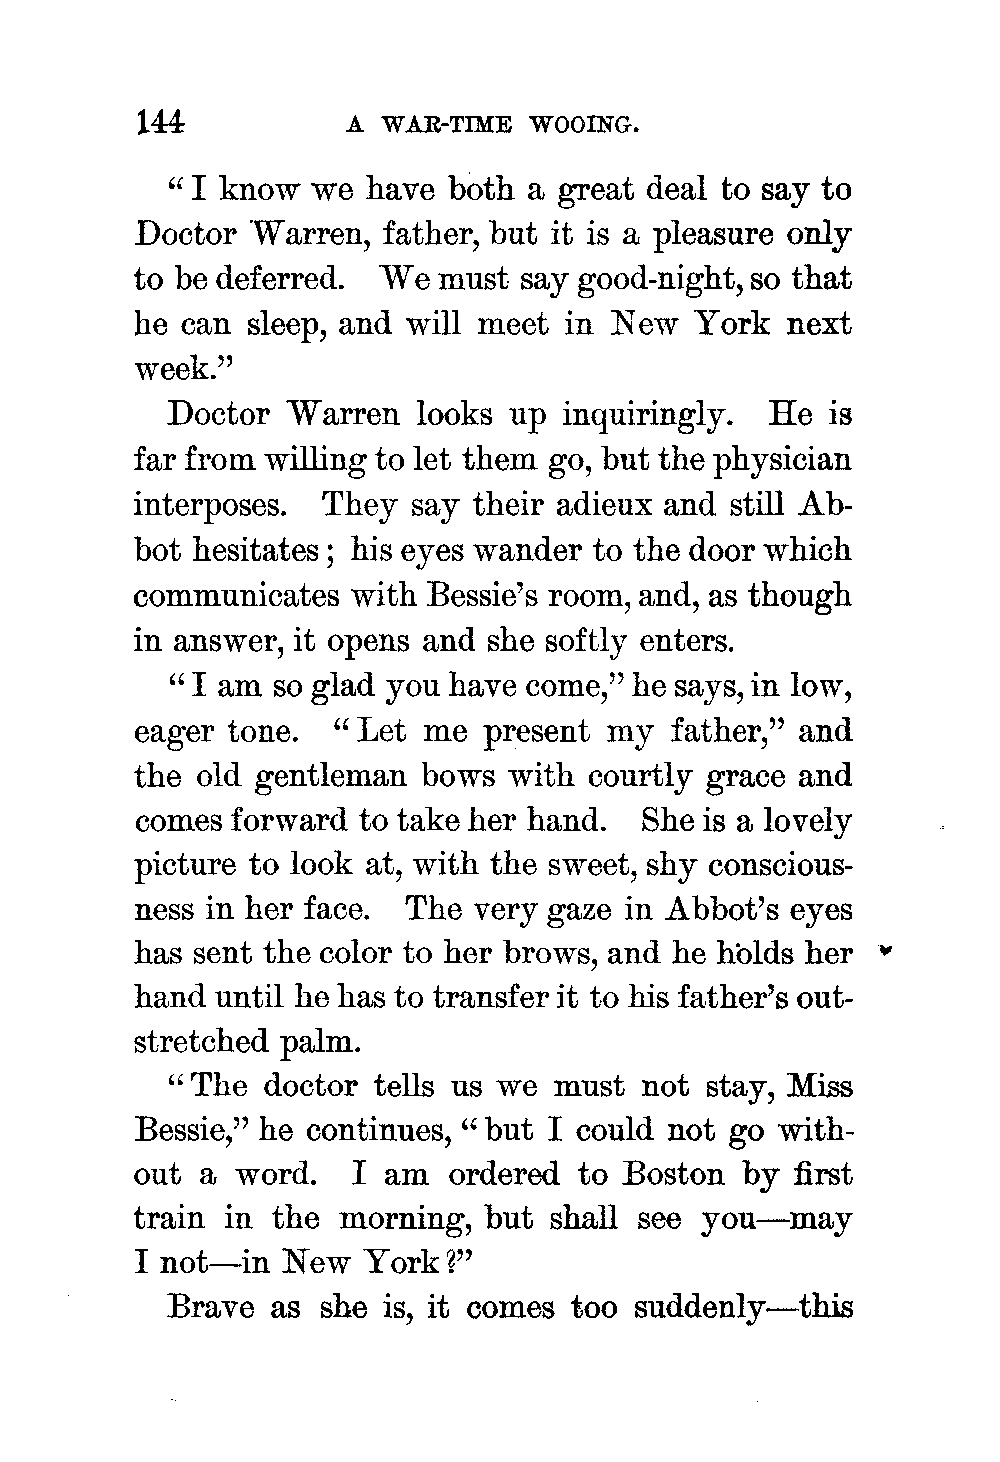 144 A WAR-TIME WOOING.
“I know we have both a great deal to say to
Doctor Warren, father, but it is a pleasure only
to be deferred. We must say good-night, so that
he can sleep, and will meet in New York next
week.”
Doctor Warren looks up inquiringly. He is
far from willing to let them go, but the physician
interposes. They say their adieux and still Ab-
bot hesitates; his eyes wander to the door which
communicates with Bessie’s room, and, as though
in answer, it opens and she softly enters.
“I am so glad you have come,” he says, in low,
eager tone. “Let me present my father,” and
the old gentleman bows with courtly grace and
comes forward to take her hand. She is a lovely
picture to look at, with the sweet, shy conscious-
ness in her face. The very gaze in Abbot’s eyes
has sent the color to her brows, and he holds her
hand until he has to transfer it to his father’s out-
stretched palm.
“The doctor tells us we must not stay, Miss
Bessie,” he continues, “but I could not go with-
out a word. I am ordered to Boston by first
train in the morning, but shall see you—may
I not—in New York?”
Brave as she is, it comes too suddenly—this